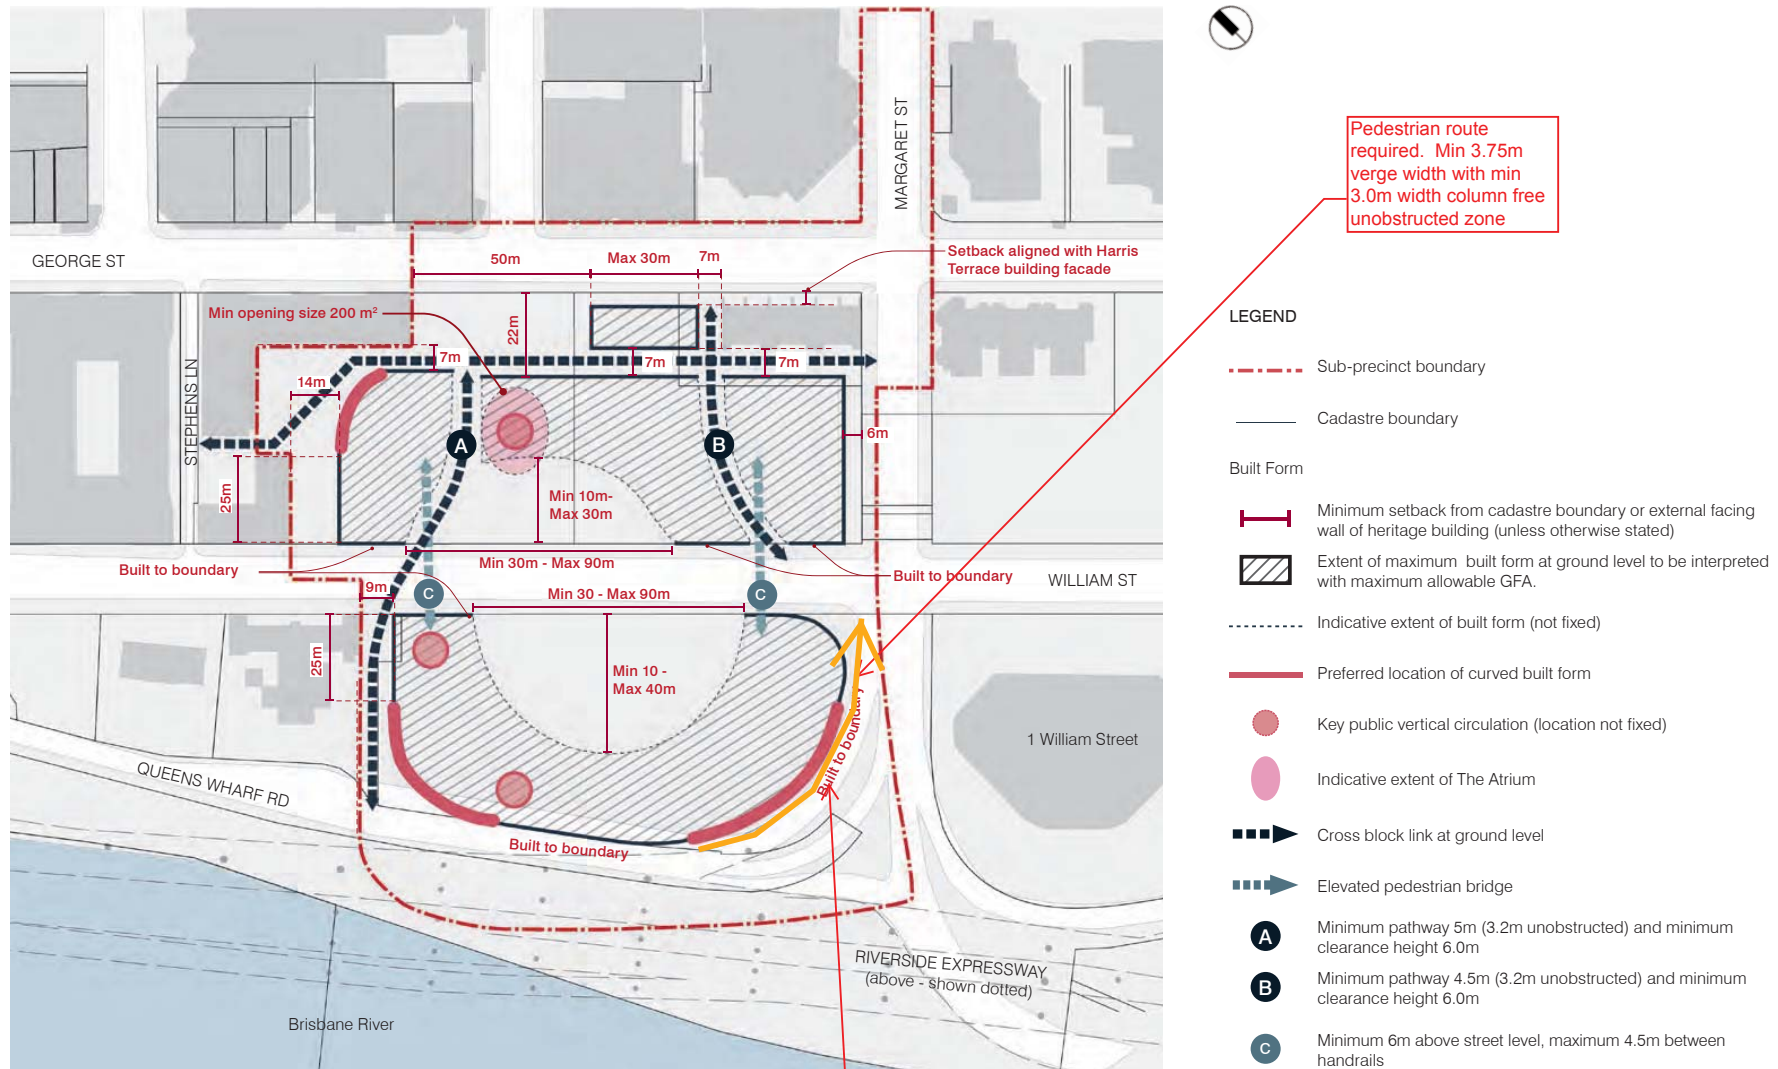 MARGARET ST
Pedestrian route
required. Min 3.75m
verge width with min
3.0m width column free
unobstructed zone
GEORGE ST
50m
Max 30m
7m
Setback aligned with Harris
Terrace building facade
Min opening size 200 m²
22m
7m
7m
7m
14m
STEPHENS LN
A
B
6m
25m
Min 10m-
Max 30m
Min 30m - Max 90m
Built to boundary
Built to boundary
WILLIAM ST
9m
C
Min 30 - Max 90m
C
25m
Min 10 -
Max 40m
Built to boundary
1 William Street
QUEENS WHARF RD
Built to boundary
RIVERSIDE EXPRESSWAY
(above - shown dotted)
Brisbane River
LEGEND
Sub-precinct boundary
Cadastre boundary
Built Form
Minimum setback from cadastre boundary or external facing
wall of heritage building (unless otherwise stated)
Extent of maximum built form at ground level to be interpreted
with maximum allowable GFA.
Indicative extent of built form (not fixed)
Preferred location of curved built form
Key public vertical circulation (location not fixed)
Indicative extent of The Atrium
Cross block link at ground level
Elevated pedestrian bridge
A
Minimum pathway 5m (3.2m unobstructed) and minimum
clearance height 6.0m
B
Minimum pathway 4.5m (3.2m unobstructed) and minimum
clearance height 6.0m
C
Minimum 6m above street level, maximum 4.5m between
handrails